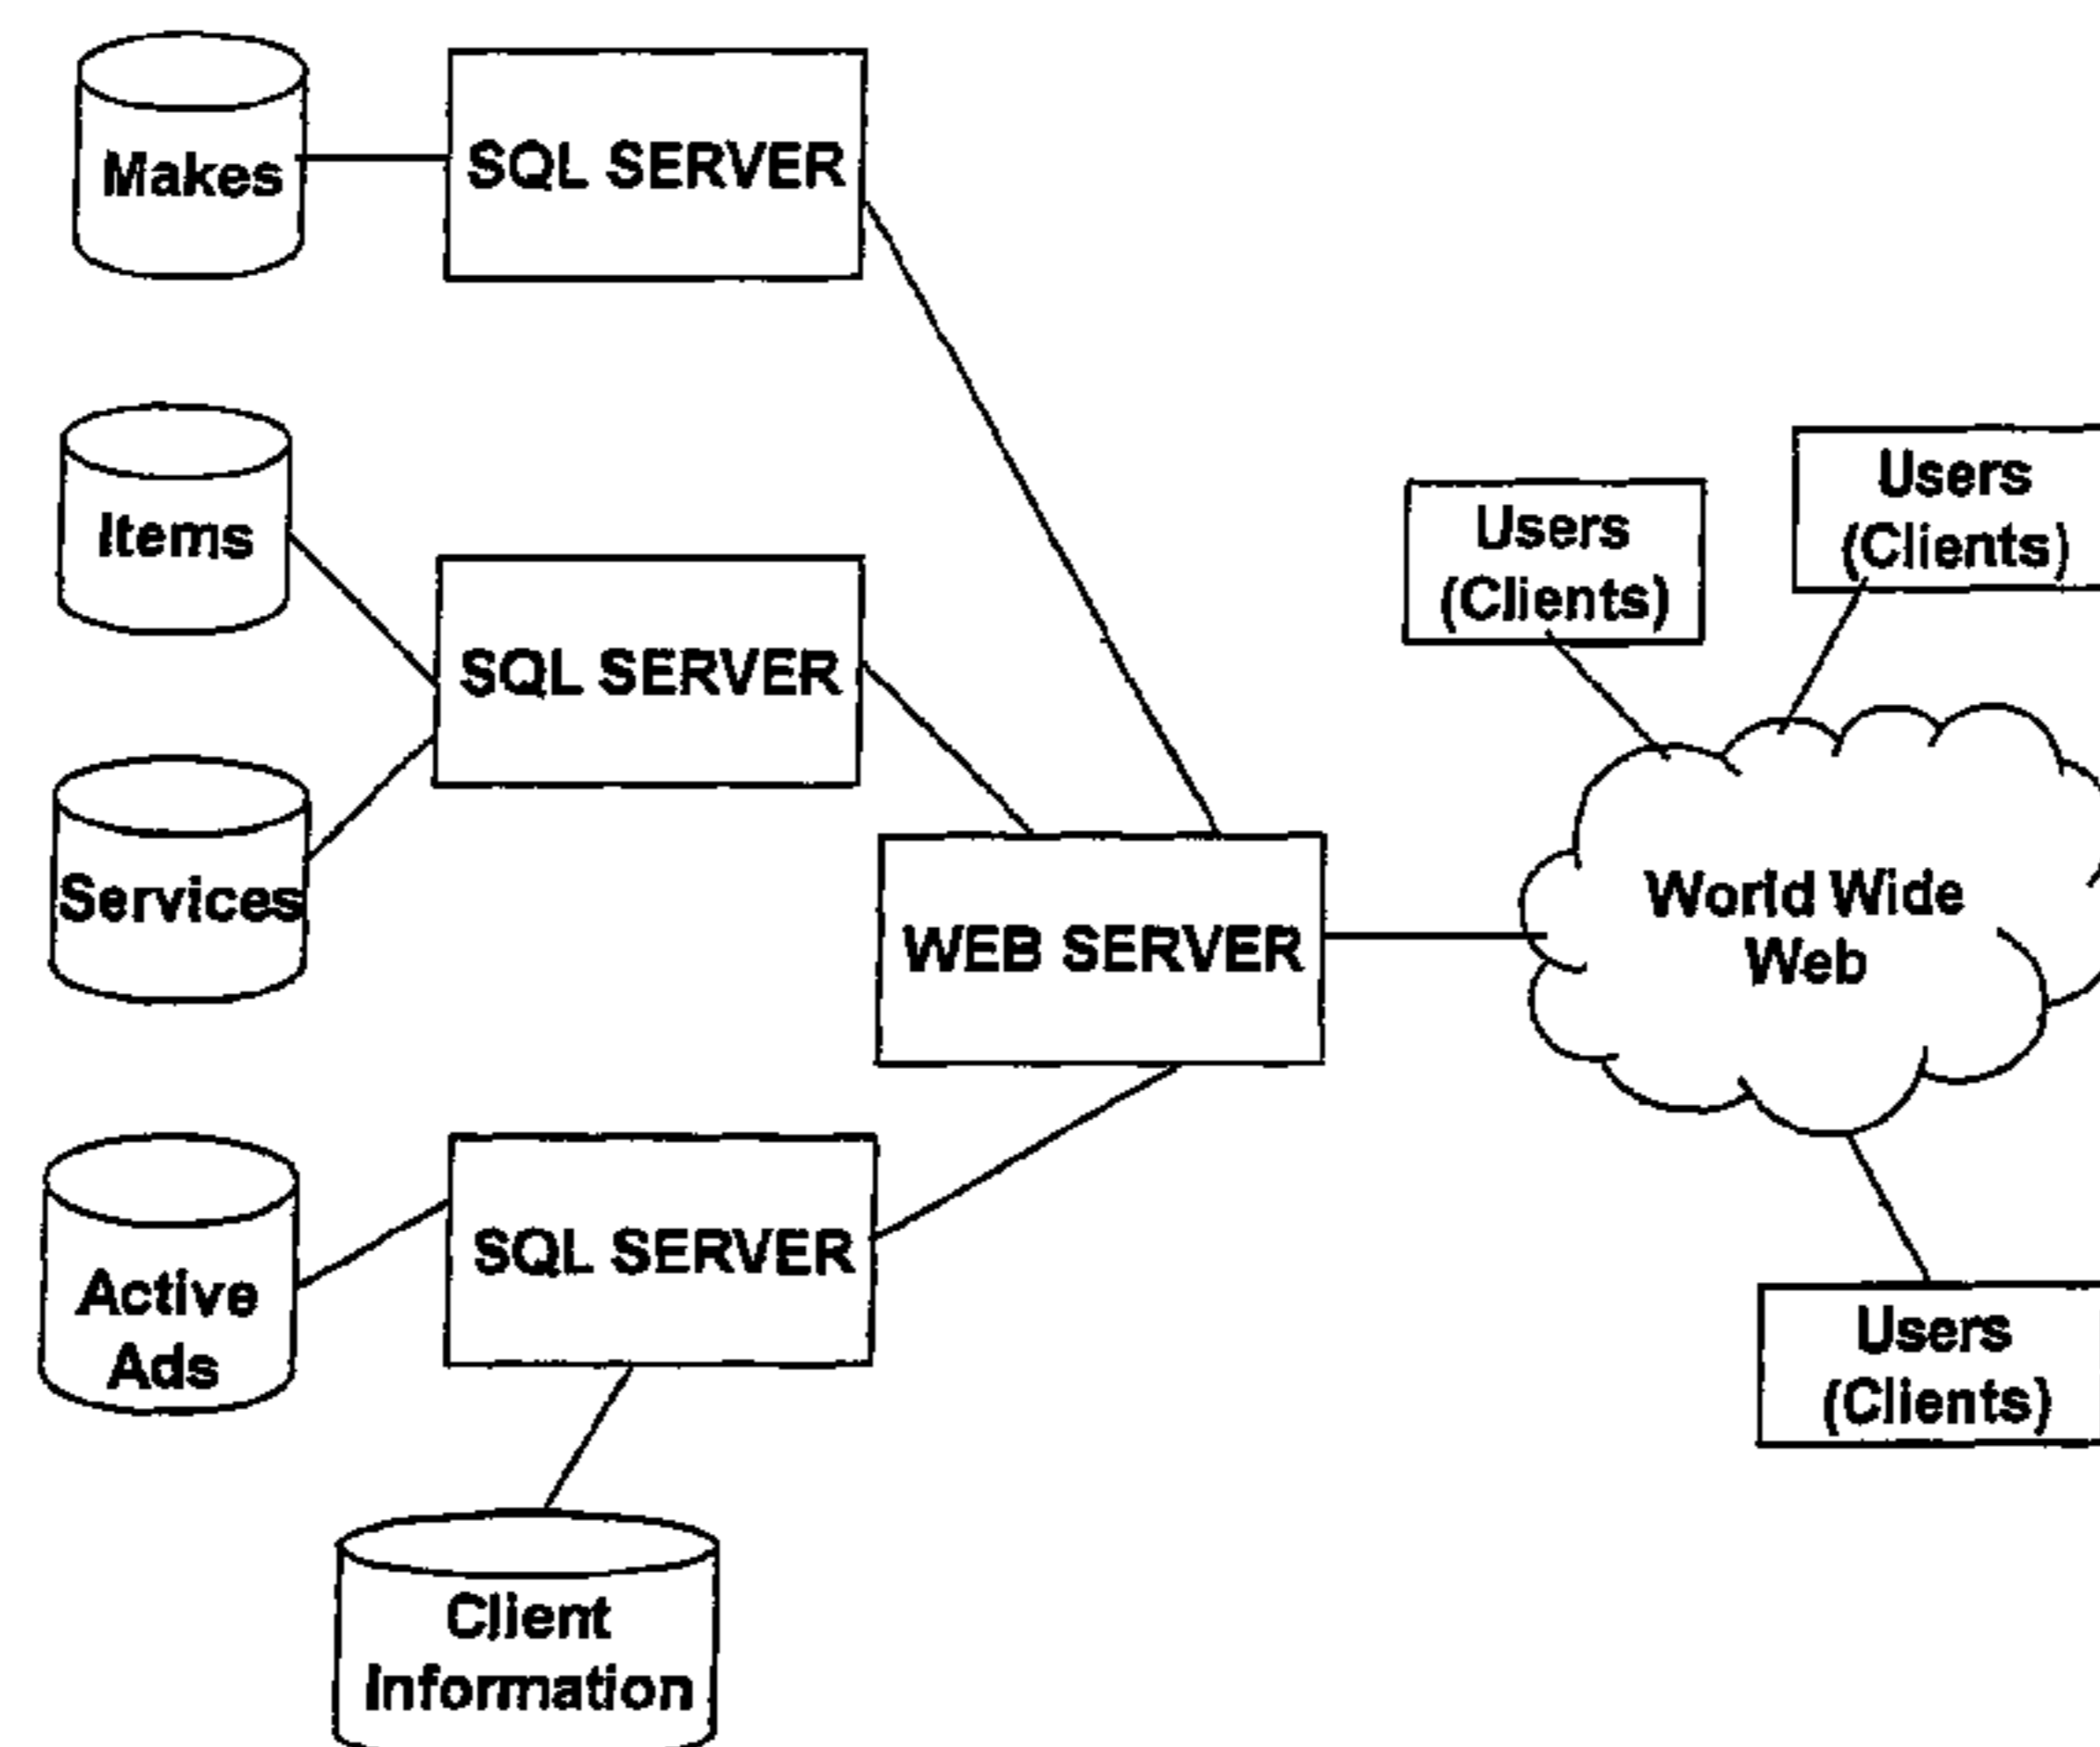 Makes
SQL SERVER
Items
SQL SERVER
Services
Users
(Clients)
Users
(Clients)
WEB SERVER
World Wide
Web
Active
Ads
SQL SERVER
Users
(Clients)
Client
Information